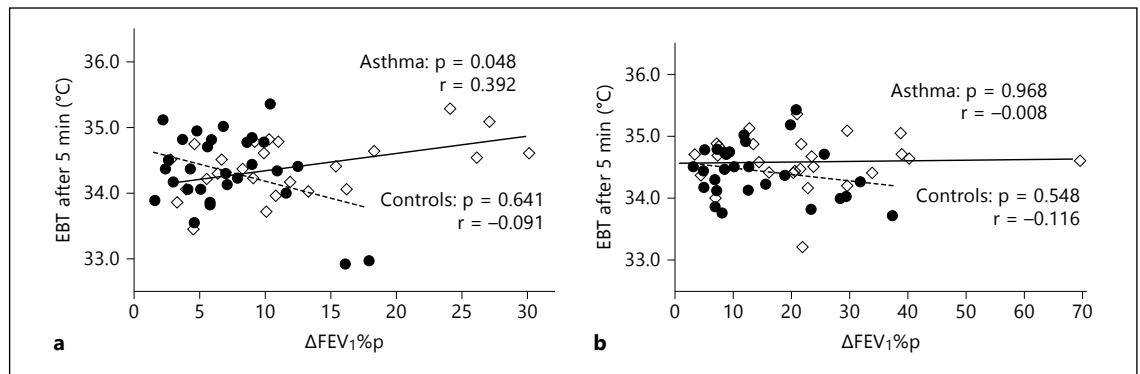 36.0
35.0
34.0
33.0
EBT after 5 min (°C)
Asthma: p = 0.048
r = 0.392
Controls: p = 0.641
r = –0.091
0 5 10 15 20 25 30
a
ΔFEV₁%p
36.0
35.0
34.0
33.0
EBT after 5 min (°C)
Asthma: p = 0.968
r = –0.008
Controls: p = 0.548
r = –0.116
0 10 20 30 40 50 60 70
b
ΔFEV₁%p